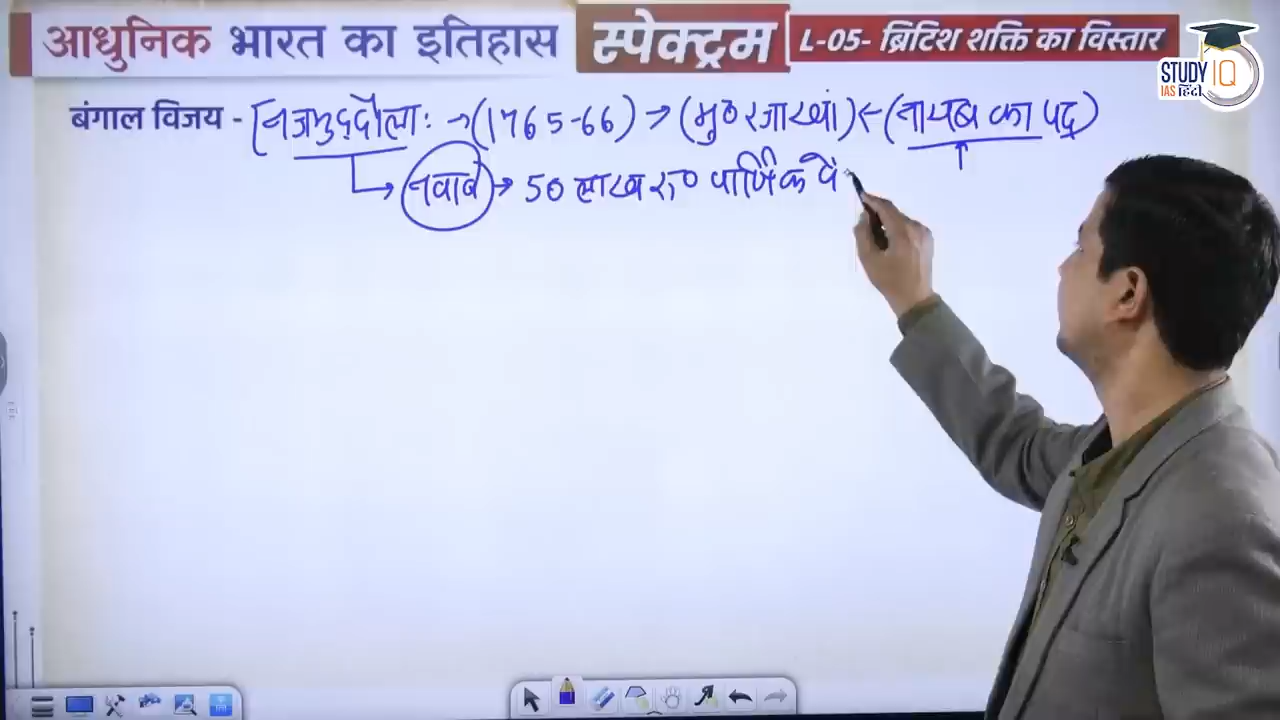 आधुनिक भारत का इतिहास स्पेक्ट्रम L-05- ब्रिटिश शक्ति का विस्तार
STUDY IQ
IAS हिंदी
बंगाल विजय - [नजमुद्दौला: → (1765-66) → (मु० रजा खां) ← (नायब का पद)
नवाब → 50 लाख रु० वार्षिक पें